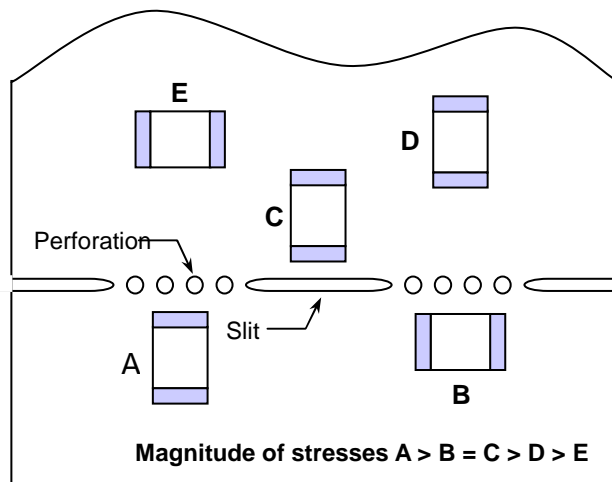 E
D
C
Perforation
Slit
A
B
Magnitude of stresses A > B = C > D > E